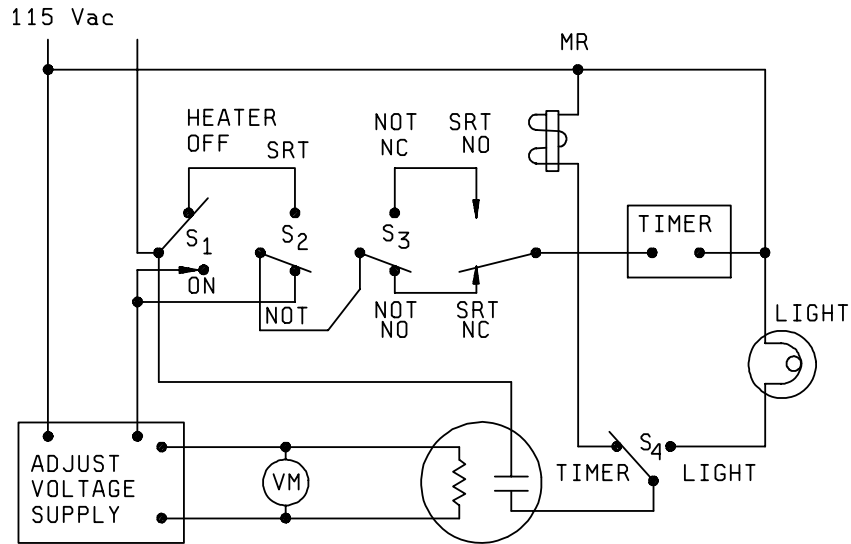 115 Vac
MR
HEATER
OFF
SRT
NOT
NC
SRT
NO
S1
S2
S3
TIMER
ON
NOT
NOT
NO
SRT
NC
LIGHT
ADJUST
VOLTAGE
SUPPLY
VM
TIMER
S4
LIGHT